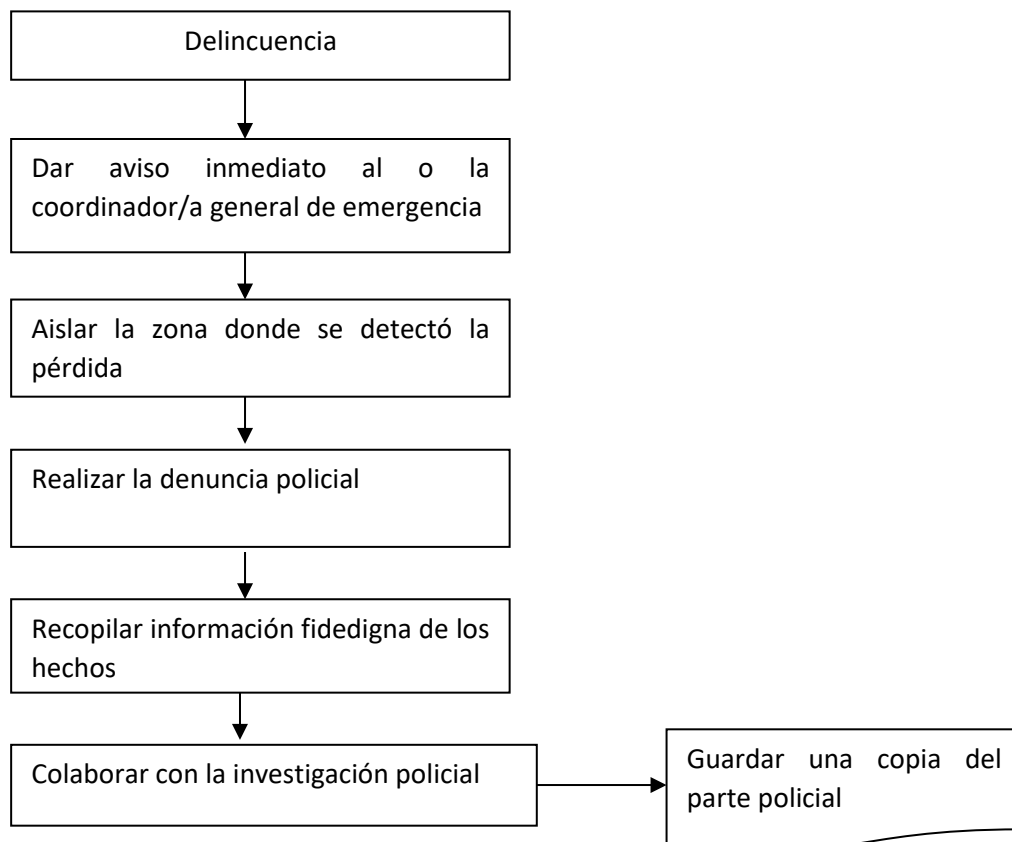 Delincuencia
Dar aviso inmediato al o la
coordinador/a general de emergencia
Aislar la zona donde se detectó la
pérdida
Realizar la denuncia policial
Recopilar información fidedigna de los
hechos
Colaborar con la investigación policial
Guardar una copia del
parte policial